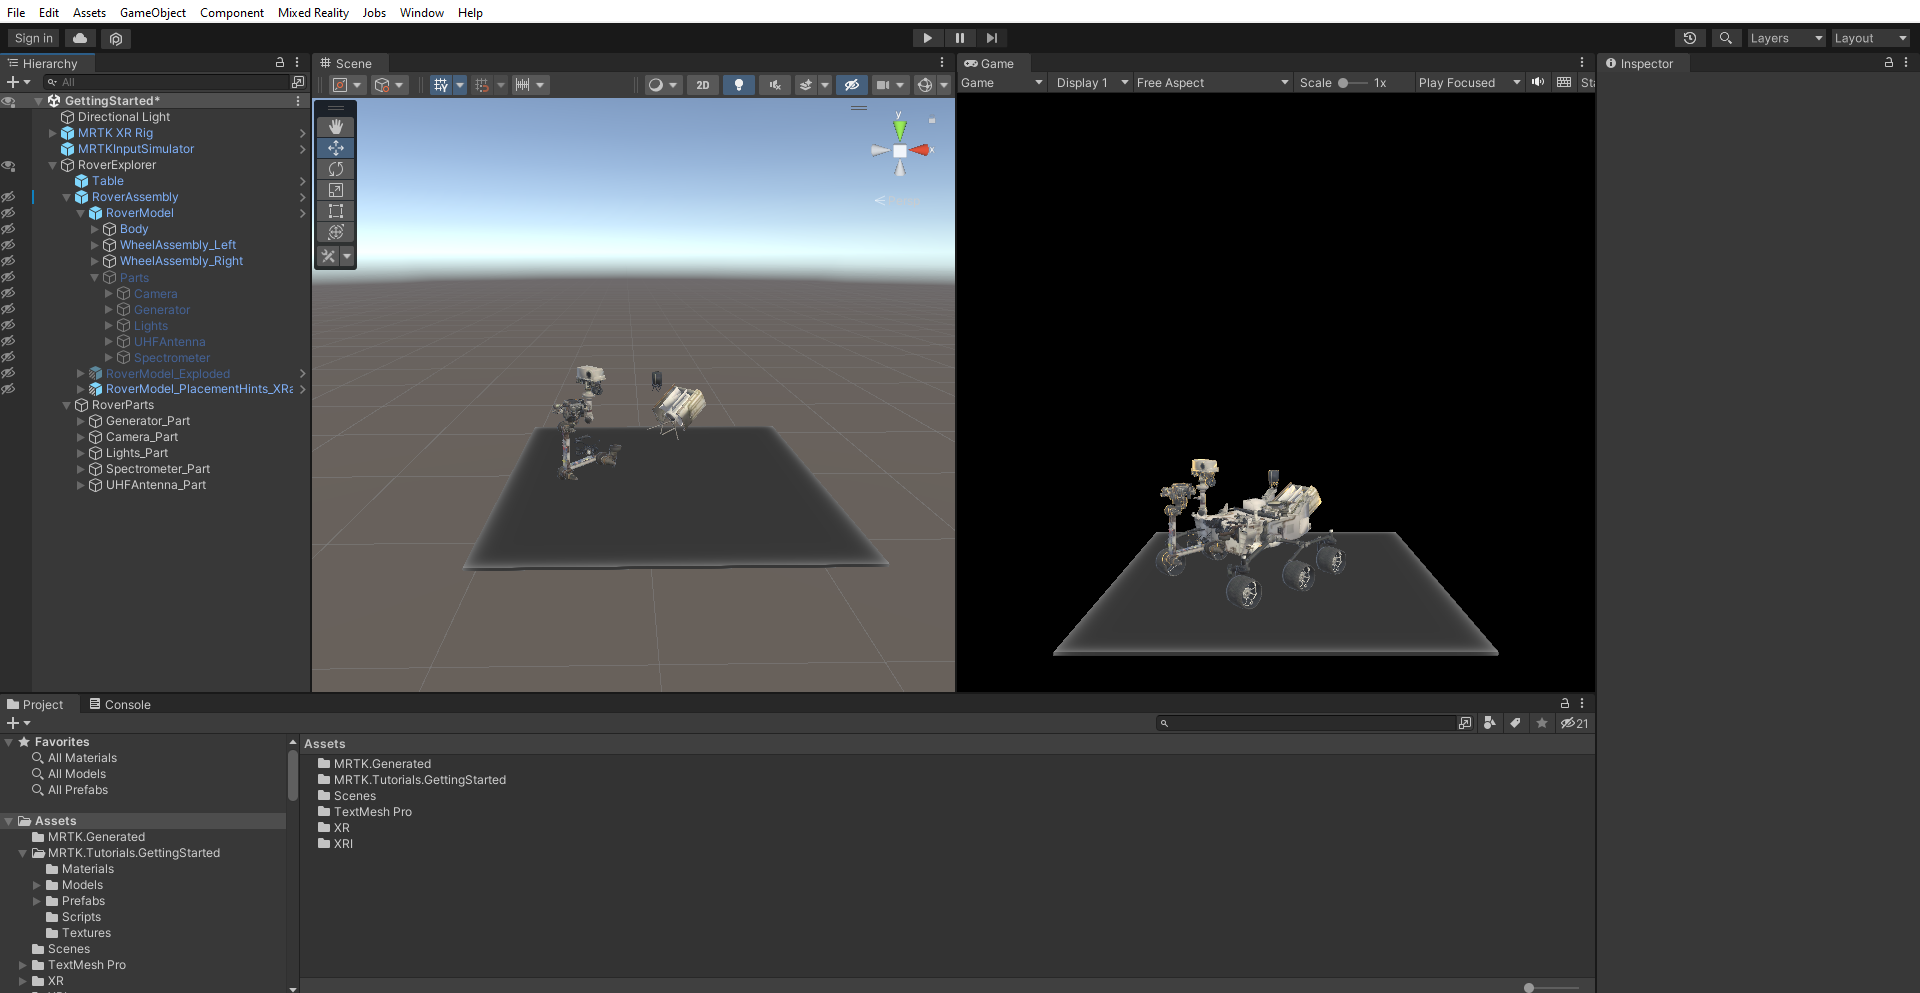 File Edit Assets GameObject Component Mixed Reality Jobs Window Help
Sign in
Layers
Layout
Hierarchy
All
GettingStarted*
Directional Light
MRTK XR Rig
MRTKInputSimulator
RoverExplorer
Table
RoverAssembly
RoverModel
Body
WheelAssembly_Left
WheelAssembly_Right
Parts
Camera
Generator
Lights
UHFAntenna
Spectrometer
RoverModel_Exploded
RoverModel_PlacementHints_XRa
RoverParts
Generator_Part
Camera_Part
Lights_Part
Spectrometer_Part
UHFAntenna_Part
Scene
2D
y
x
Game
Game Display 1 Free Aspect Scale 1x Play Focused Sta
Inspector
Project Console
21
Favorites
All Materials
All Models
All Prefabs
Assets
MRTK.Generated
MRTK.Tutorials.GettingStarted
Materials
Models
Prefabs
Scripts
Textures
Scenes
TextMesh Pro
XR
Assets
MRTK.Generated
MRTK.Tutorials.GettingStarted
Scenes
TextMesh Pro
XR
XRI